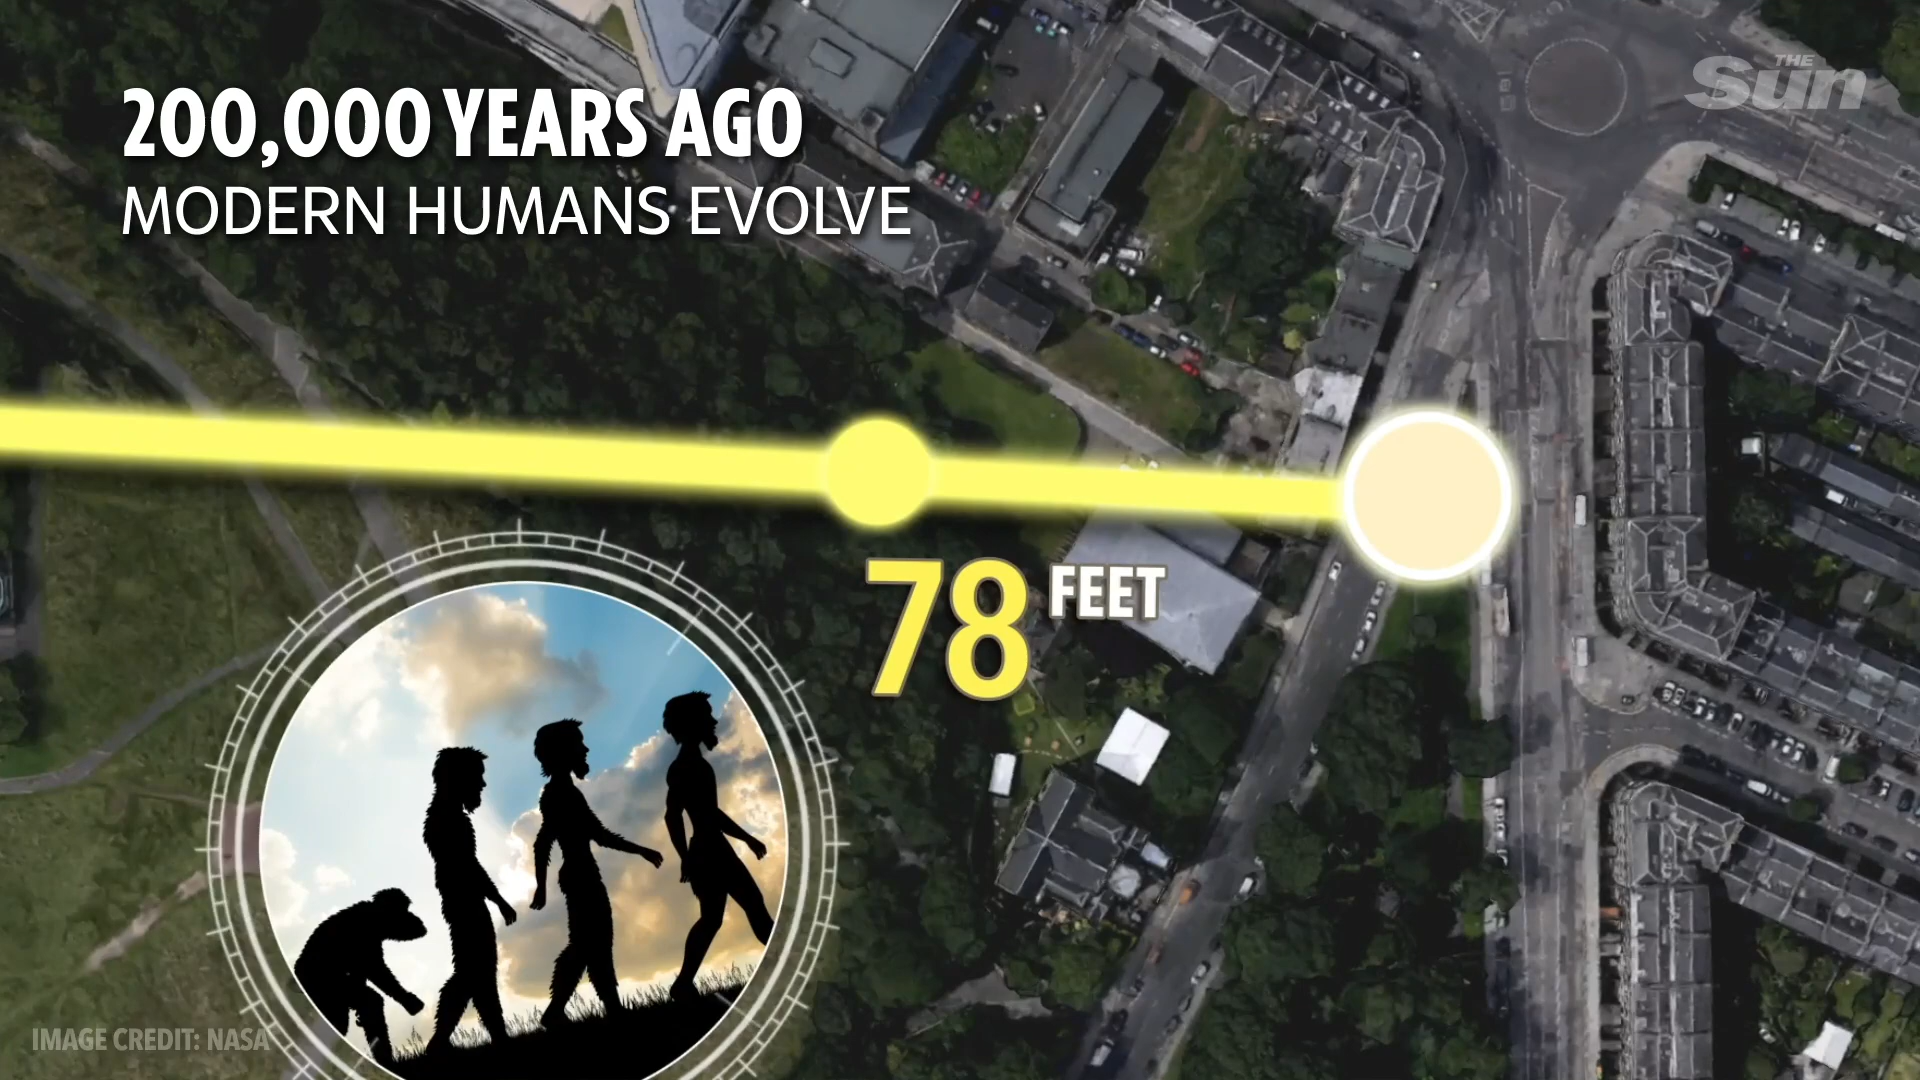 200,000 YEARS AGO
MODERN HUMANS EVOLVE
THE
Sun
78 FEET
IMAGE CREDIT: NASA